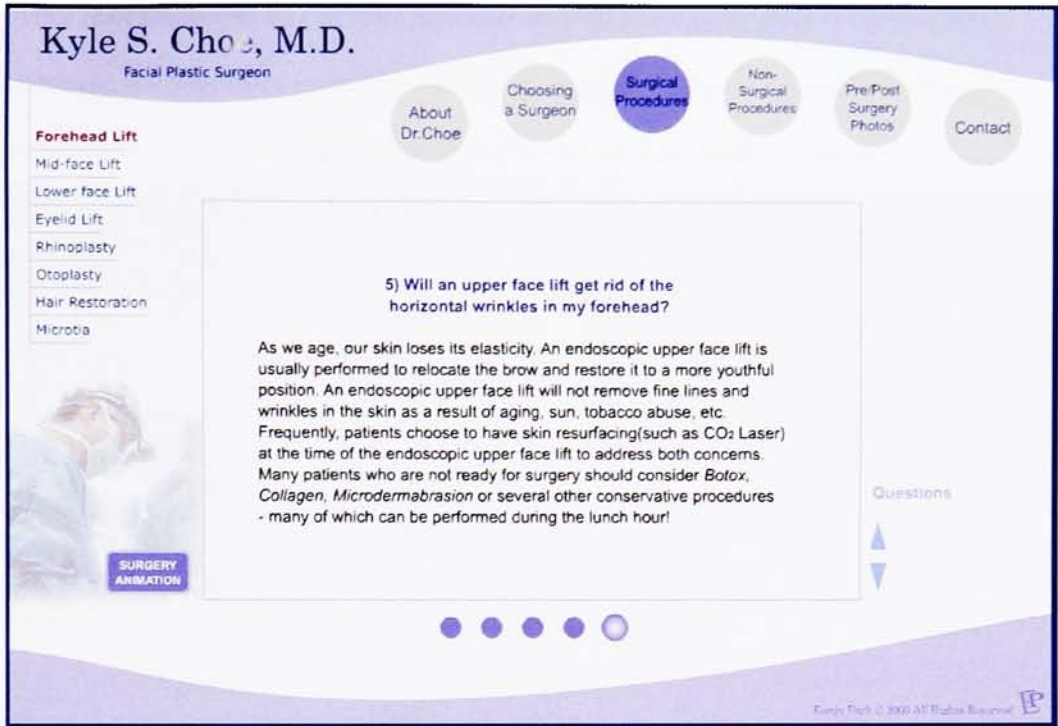 Kyle S. Choe, M.D.
Facial Plastic Surgeon
About
Dr.Choe
Choosing
a Surgeon
Surgical
Procedures
Non-
Surgical
Procedures
Pre/Post
Surgery
Photos
Contact
Forehead Lift
Mid-face Lift
Lower face Lift
Eyelid Lift
Rhinoplasty
Otoplasty
Hair Restoration
Microtia
5) Will an upper face lift get rid of the
horizontal wrinkles in my forehead?
As we age, our skin loses its elasticity. An endoscopic upper face lift is
usually performed to relocate the brow and restore it to a more youthful
position. An endoscopic upper face lift will not remove fine lines and
wrinkles in the skin as a result of aging, sun, tobacco abuse, etc.
Frequently, patients choose to have skin resurfacing(such as CO₂ Laser)
at the time of the endoscopic upper face lift to address both concerns.
Many patients who are not ready for surgery should consider Botox,
Collagen, Microdermabrasion or several other conservative procedures
- many of which can be performed during the lunch hour!
Questions
SURGERY
ANIMATION
All Rights Reserved